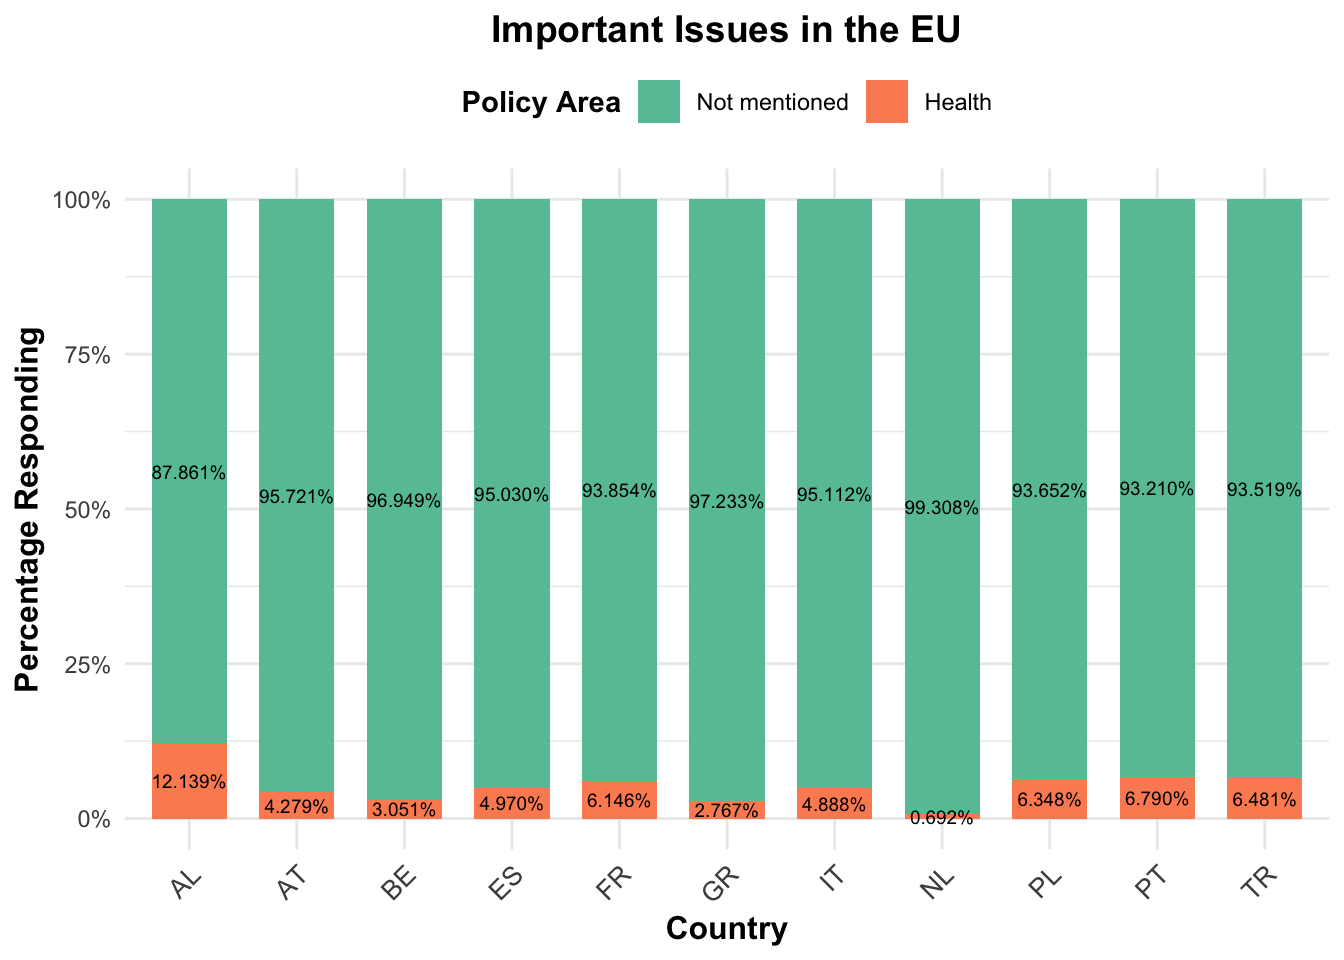 Important Issues in the EU
Policy Area Not mentioned Health
Percentage Responding
100%
75%
50%
25%
0%
87.861% 95.721% 96.949% 95.030% 93.854% 97.233% 95.112% 99.308% 93.652% 93.210% 93.519%
12.139% 4.279% 3.051% 4.970% 6.146% 2.767% 4.888% 0.692% 6.348% 6.790% 6.481%
AL AT BE ES FR GR IT NL PL PT TR
Country